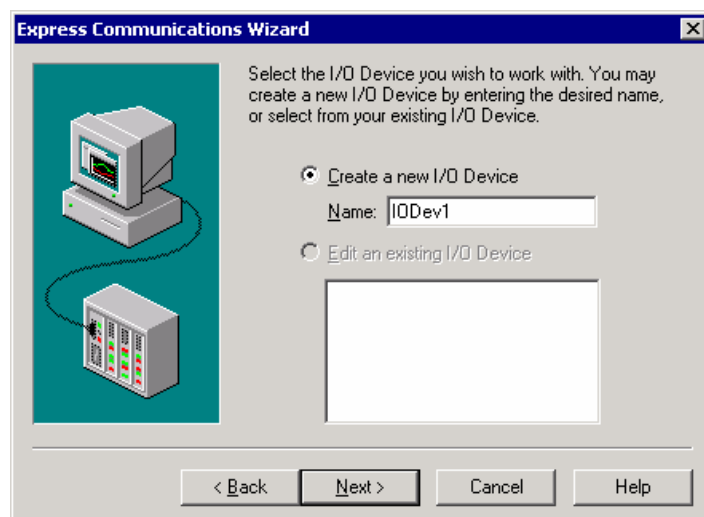 Express Communications Wizard
Select the I/O Device you wish to work with. You may
create a new I/O Device by entering the desired name,
or select from your existing I/O Device.
Create a new I/O Device
Name: IODev1
Edit an existing I/O Device
< Back Next > Cancel Help